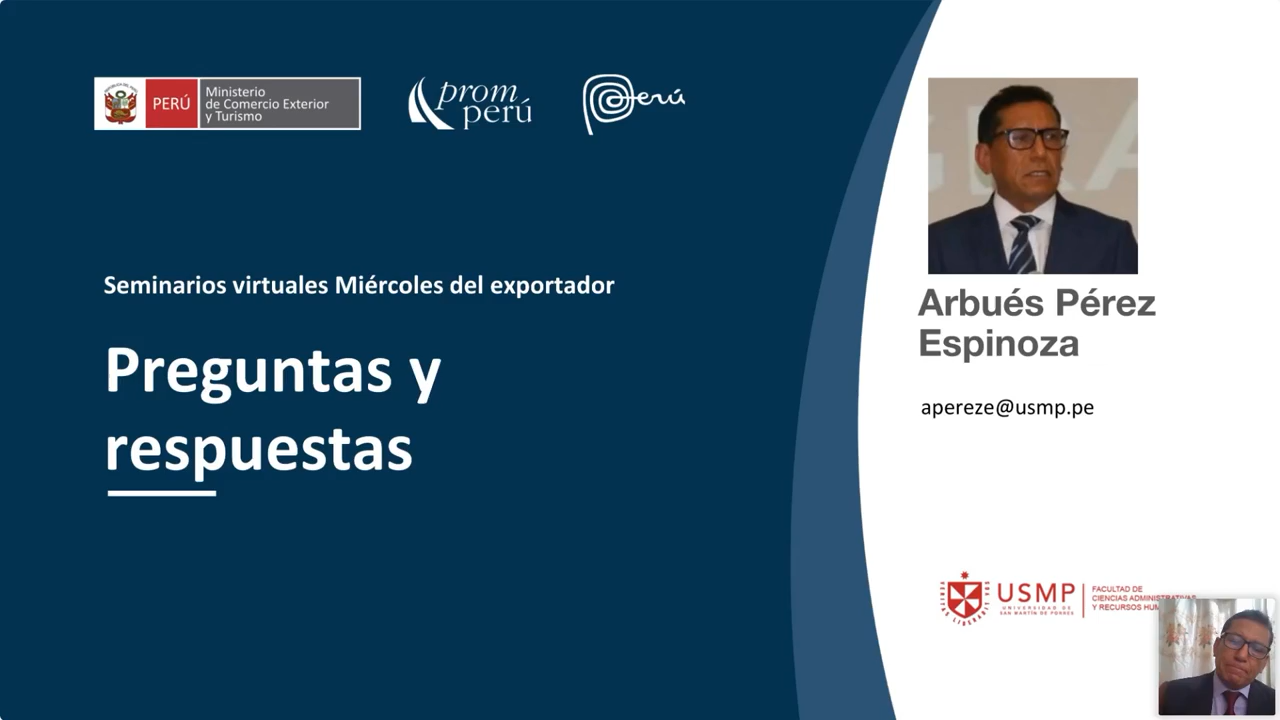 PERÚ
Ministerio
de Comercio Exterior
y Turismo
prom
perú
Perú
Seminarios virtuales Miércoles del exportador
Preguntas y
respuestas
Arbués Pérez
Espinoza
apereze@usmp.pe
USMP
UNIVERSIDAD DE
SAN MARTÍN DE PORRES
FACULTAD DE
CIENCIAS ADMINISTRATIVAS
Y RECURSOS